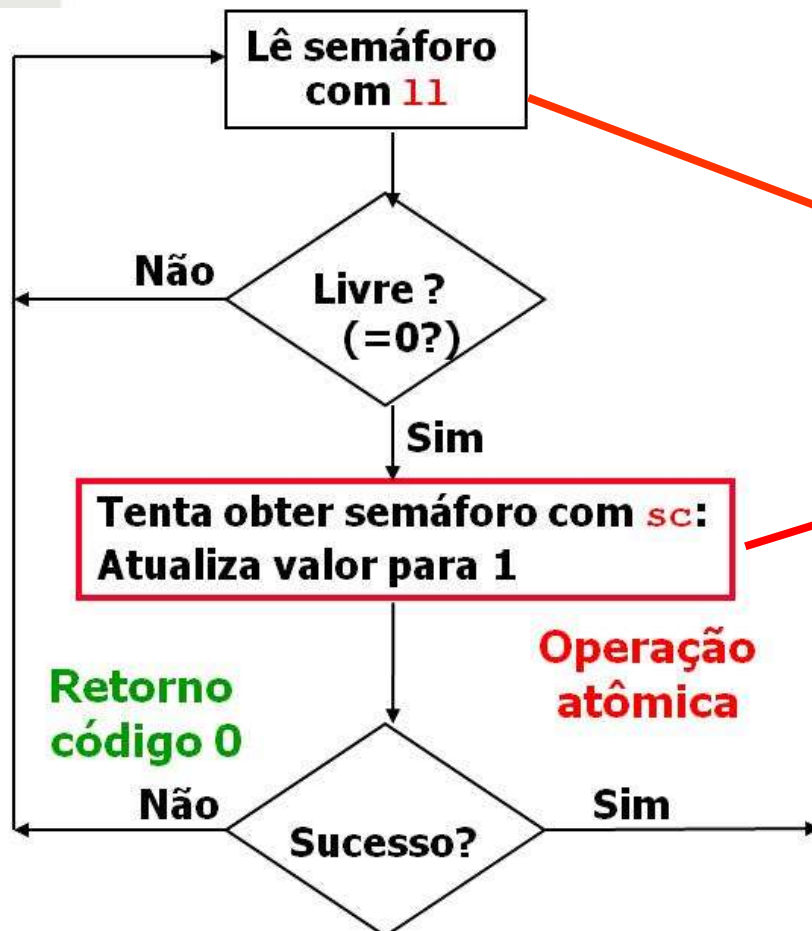 Lê semáforo
com ll
Não
Livre ?
(=0?)
Sim
Tenta obter semáforo com sc:
Atualiza valor para 1
Operação
atômica
Retorno
código 0
Não
Sim
Sucesso?